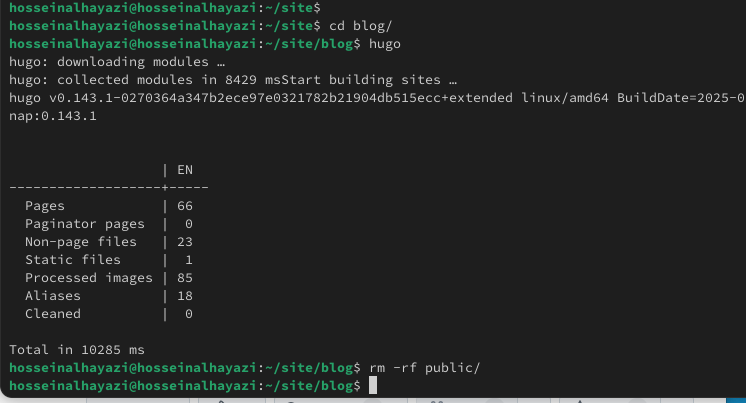 hosseinalhayazi@hosseinalhayazi:~/site$
hosseinalhayazi@hosseinalhayazi:~/site$ cd blog/
hosseinalhayazi@hosseinalhayazi:~/site/blog$ hugo
hugo: downloading modules …
hugo: collected modules in 8429 msStart building sites …
hugo v0.143.1-0270364a347b2ece97e0321782b21904db515ecc+extended linux/amd64 BuildDate=2025-0
nap:0.143.1
| EN
-------------------+-----
Pages | 66
Paginator pages | 0
Non-page files | 23
Static files | 1
Processed images | 85
Aliases | 18
Cleaned | 0
Total in 10285 ms
hosseinalhayazi@hosseinalhayazi:~/site/blog$ rm -rf public/
hosseinalhayazi@hosseinalhayazi:~/site/blog$